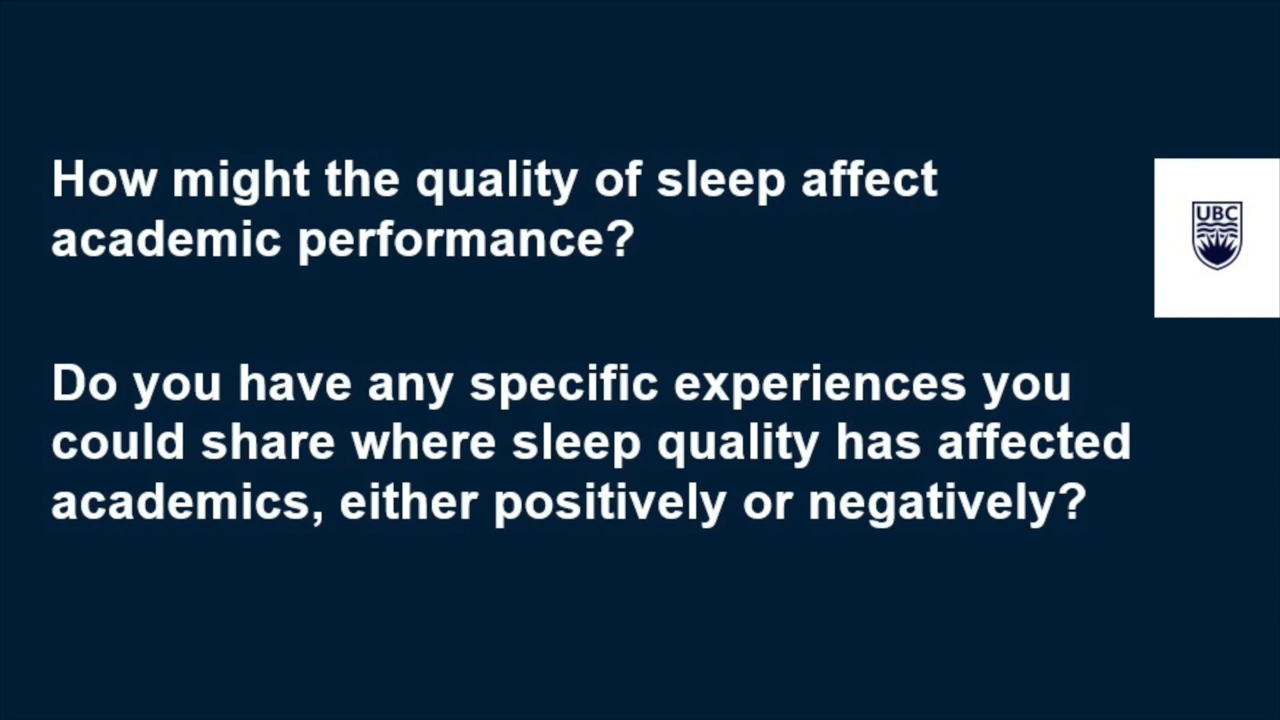 How might the quality of sleep affect
academic performance?
UBC
Do you have any specific experiences you
could share where sleep quality has affected
academics, either positively or negatively?